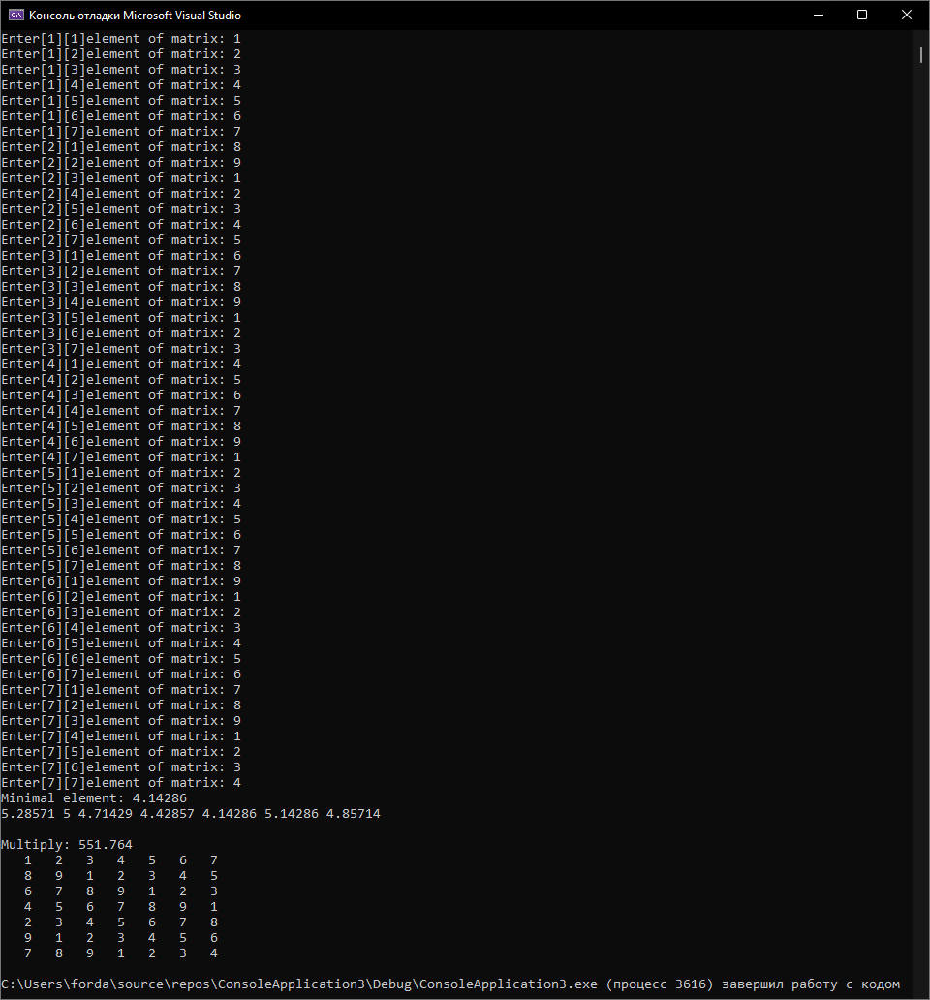 Консоль отладки Microsoft Visual Studio
Enter[1][1]element of matrix: 1
Enter[1][2]element of matrix: 2
Enter[1][3]element of matrix: 3
Enter[1][4]element of matrix: 4
Enter[1][5]element of matrix: 5
Enter[1][6]element of matrix: 6
Enter[1][7]element of matrix: 7
Enter[2][1]element of matrix: 8
Enter[2][2]element of matrix: 9
Enter[2][3]element of matrix: 1
Enter[2][4]element of matrix: 2
Enter[2][5]element of matrix: 3
Enter[2][6]element of matrix: 4
Enter[2][7]element of matrix: 5
Enter[3][1]element of matrix: 6
Enter[3][2]element of matrix: 7
Enter[3][3]element of matrix: 8
Enter[3][4]element of matrix: 9
Enter[3][5]element of matrix: 1
Enter[3][6]element of matrix: 2
Enter[3][7]element of matrix: 3
Enter[4][1]element of matrix: 4
Enter[4][2]element of matrix: 5
Enter[4][3]element of matrix: 6
Enter[4][4]element of matrix: 7
Enter[4][5]element of matrix: 8
Enter[4][6]element of matrix: 9
Enter[4][7]element of matrix: 1
Enter[5][1]element of matrix: 2
Enter[5][2]element of matrix: 3
Enter[5][3]element of matrix: 4
Enter[5][4]element of matrix: 5
Enter[5][5]element of matrix: 6
Enter[5][6]element of matrix: 7
Enter[5][7]element of matrix: 8
Enter[6][1]element of matrix: 9
Enter[6][2]element of matrix: 1
Enter[6][3]element of matrix: 2
Enter[6][4]element of matrix: 3
Enter[6][5]element of matrix: 4
Enter[6][6]element of matrix: 5
Enter[6][7]element of matrix: 6
Enter[7][1]element of matrix: 7
Enter[7][2]element of matrix: 8
Enter[7][3]element of matrix: 9
Enter[7][4]element of matrix: 1
Enter[7][5]element of matrix: 2
Enter[7][6]element of matrix: 3
Enter[7][7]element of matrix: 4
Minimal element: 4.14286
5.28571 5 4.71429 4.42857 4.14286 5.14286 4.85714
Multiply: 551.764
1 2 3 4 5 6 7
8 9 1 2 3 4 5
6 7 8 9 1 2 3
4 5 6 7 8 9 1
2 3 4 5 6 7 8
9 1 2 3 4 5 6
7 8 9 1 2 3 4
C:\Users\forda\source\repos\ConsoleApplication3\Debug\ConsoleApplication3.exe (процесс 3616) завершил работу с кодом